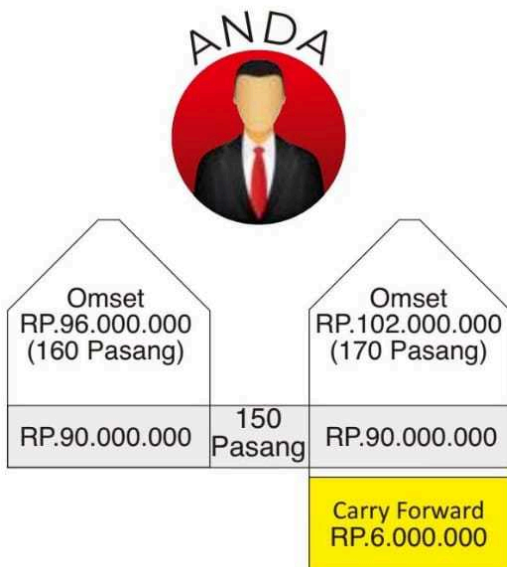 ANDA
Omset
RP.96.000.000
(160 Pasang)
Omset
RP.102.000.000
(170 Pasang)
RP.90.000.000
150
Pasang
RP.90.000.000
Carry Forward
RP.6.000.000